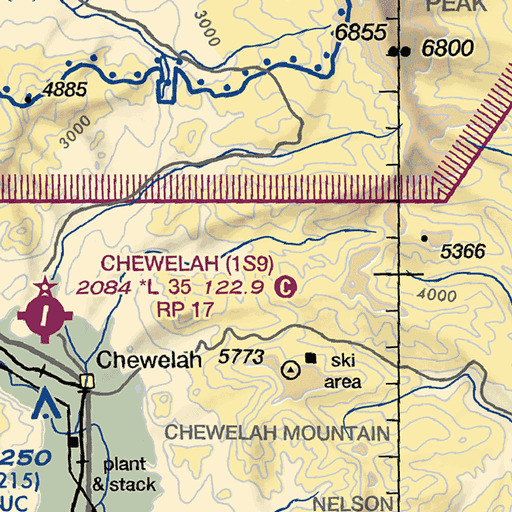 PEAK
3000
6855
6800
4885
3000
CHEWELAH (1S9)
2084 *L 35 122.9 C
RP 17
5366
4000
Chewelah
5773
ski
area
CHEWELAH MOUNTAIN
250
215)
UC
plant
& stack
NELSON